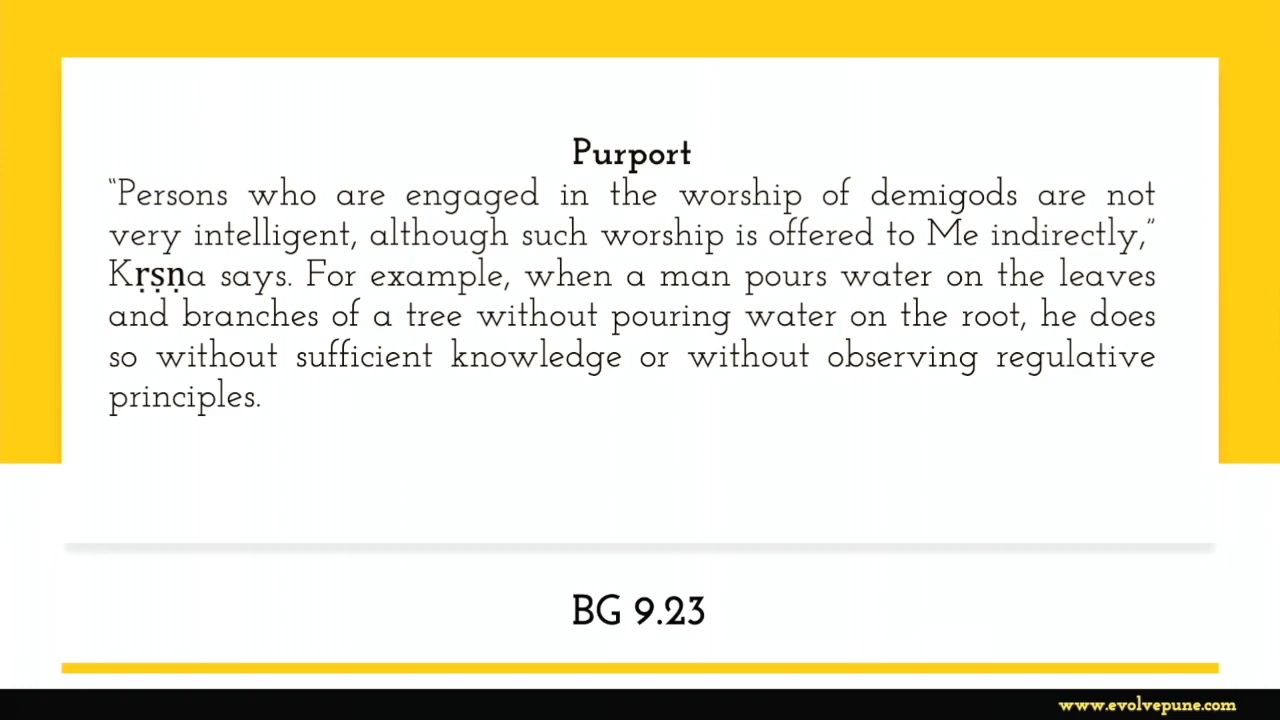 Purport
“Persons who are engaged in the worship of demigods are not
very intelligent, although such worship is offered to Me indirectly,”
Kṛṣṇa says. For example, when a man pours water on the leaves
and branches of a tree without pouring water on the root, he does
so without sufficient knowledge or without observing regulative
principles.
BG 9.23
www.evolvepune.com